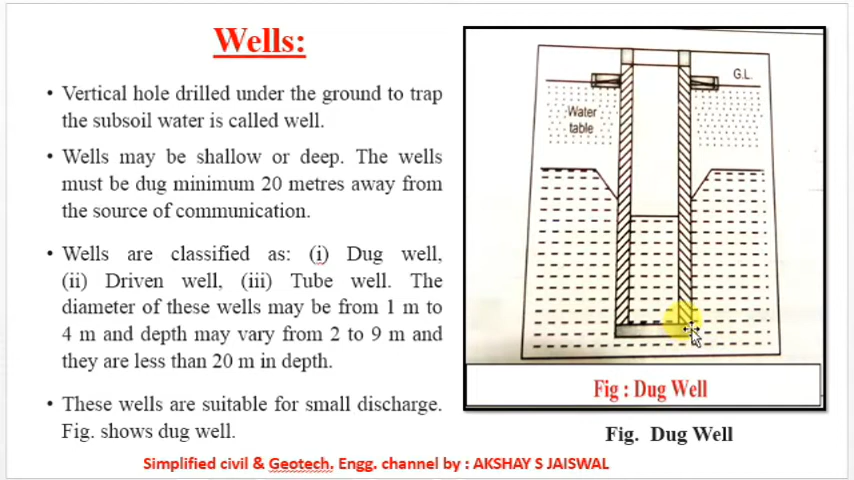 Wells:
• Vertical hole drilled under the ground to trap
the subsoil water is called well.
• Wells may be shallow or deep. The wells
must be dug minimum 20 metres away from
the source of communication.
• Wells are classified as: (i) Dug well,
(ii) Driven well, (iii) Tube well. The
diameter of these wells may be from 1 m to
4 m and depth may vary from 2 to 9 m and
they are less than 20 m in depth.
• These wells are suitable for small discharge.
Fig. shows dug well.
G.L.
Water
table
Fig : Dug Well
Fig. Dug Well
Simplified civil & Geotech. Engg. channel by : AKSHAY S JAISWAL